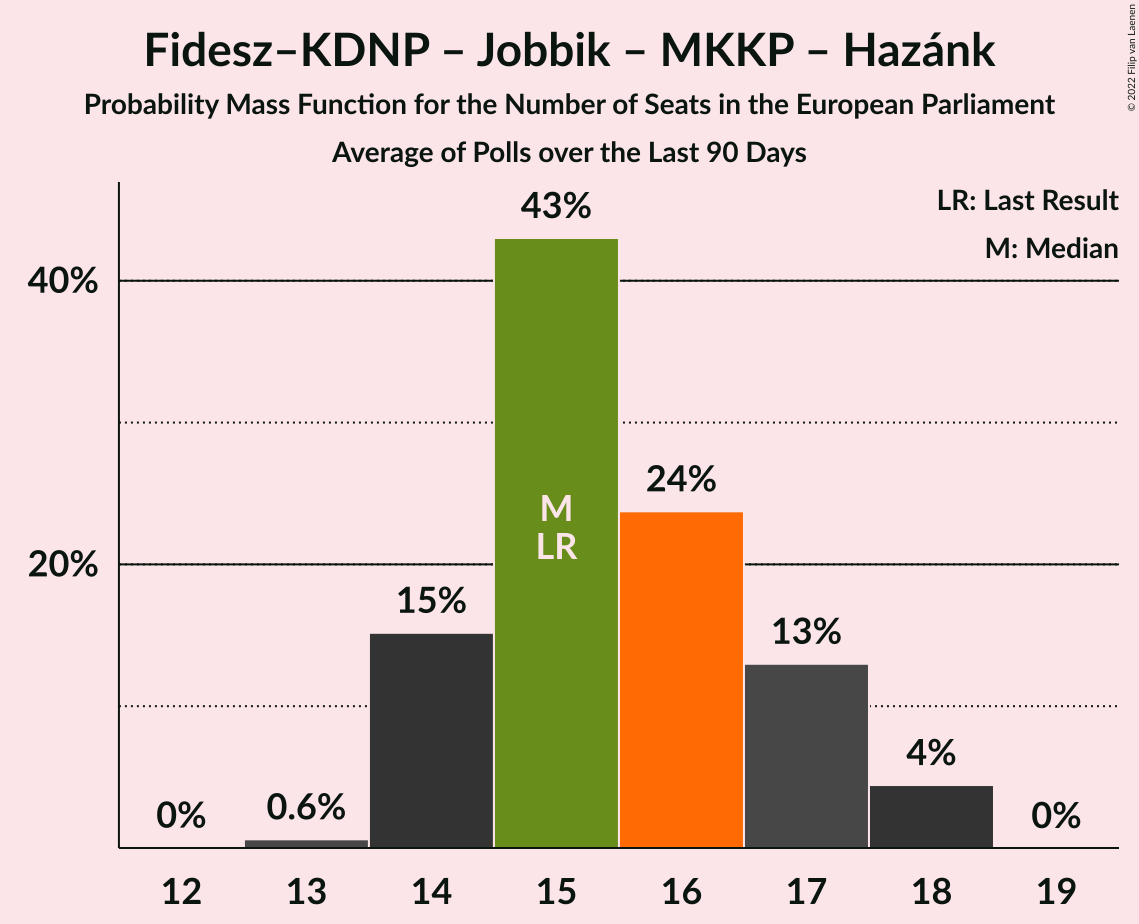 Fidesz–KDNP – Jobbik – MKKP – Hazánk
Probability Mass Function for the Number of Seats in the European Parliament
Average of Polls over the Last 90 Days
© 2022 Filip van Laenen
LR: Last Result
M: Median
43%
40%
24%
M
LR
20%
15%
13%
4%
0.6%
0%
0%
12 13 14 15 16 17 18 19